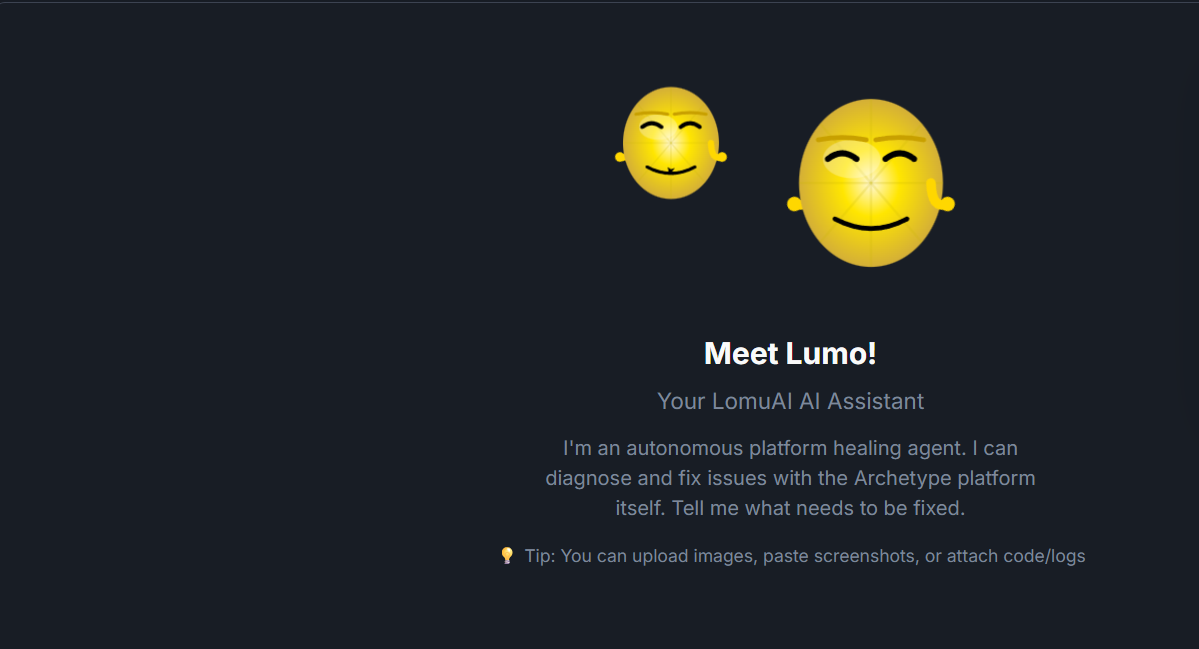 Meet Lumo!
Your LomuAI AI Assistant
I'm an autonomous platform healing agent. I can
diagnose and fix issues with the Archetype platform
itself. Tell me what needs to be fixed.
💡 Tip: You can upload images, paste screenshots, or attach code/logs